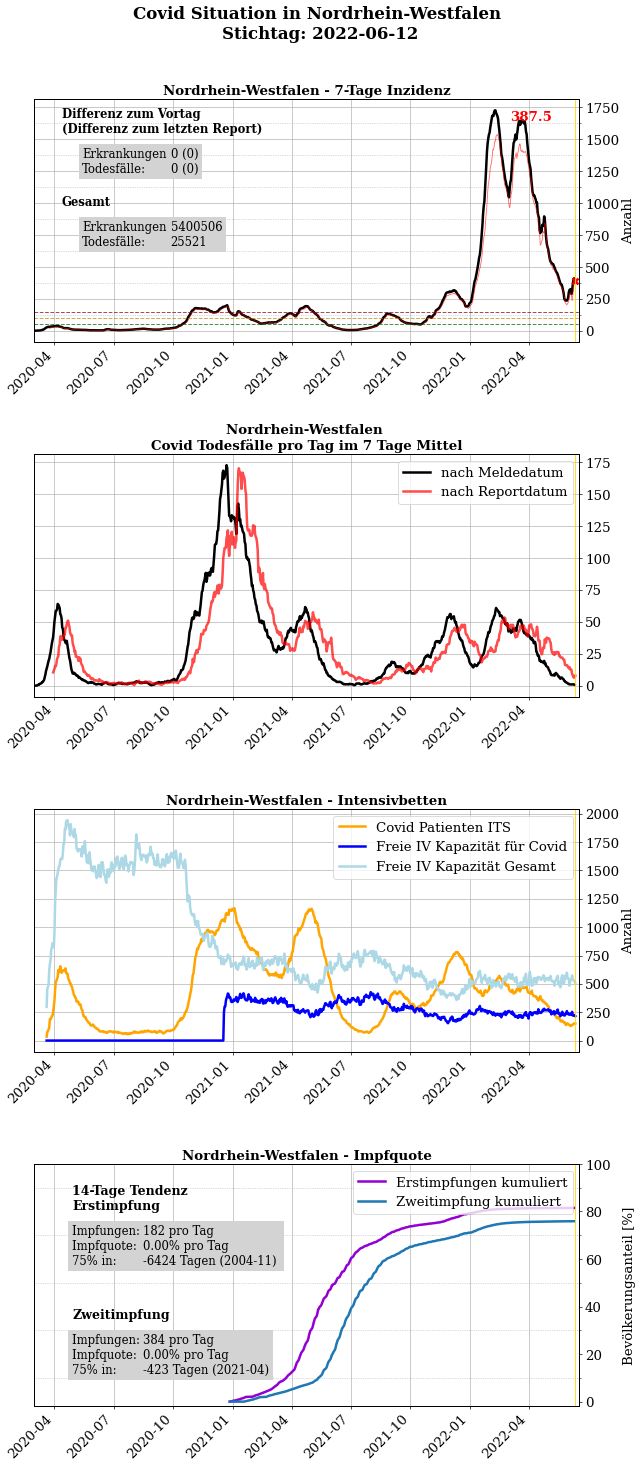 Covid Situation in Nordrhein-Westfalen
Stichtag: 2022-06-12
Nordrhein-Westfalen - 7-Tage Inzidenz
Differenz zum Vortag
(Differenz zum letzten Report)
Erkrankungen 0 (0)
Todesfälle: 0 (0)
Gesamt
Erkrankungen 5400506
Todesfälle: 25521
387.5
1750
1500
1250
1000
750
500
250
0
Anzahl
2020-04
2020-07
2020-10
2021-01
2021-04
2021-07
2021-10
2022-01
2022-04
Nordrhein-Westfalen
Covid Todesfälle pro Tag im 7 Tage Mittel
nach Meldedatum
nach Reportdatum
175
150
125
100
75
50
25
0
2020-04
2020-07
2020-10
2021-01
2021-04
2021-07
2021-10
2022-01
2022-04
Nordrhein-Westfalen - Intensivbetten
Covid Patienten ITS
Freie IV Kapazität für Covid
Freie IV Kapazität Gesamt
2000
1750
1500
1250
1000
750
500
250
0
Anzahl
2020-04
2020-07
2020-10
2021-01
2021-04
2021-07
2021-10
2022-01
2022-04
Nordrhein-Westfalen - Impfquote
14-Tage Tendenz
Erstimpfung
Impfungen: 182 pro Tag
Impfquote: 0.00% pro Tag
75% in: -6424 Tagen (2004-11)
Zweitimpfung
Impfungen: 384 pro Tag
Impfquote: 0.00% pro Tag
75% in: -423 Tagen (2021-04)
Erstimpfungen kumuliert
Zweitimpfung kumuliert
100
80
60
40
20
0
Bevölkerungsanteil [%]
2020-04
2020-07
2020-10
2021-01
2021-04
2021-07
2021-10
2022-01
2022-04